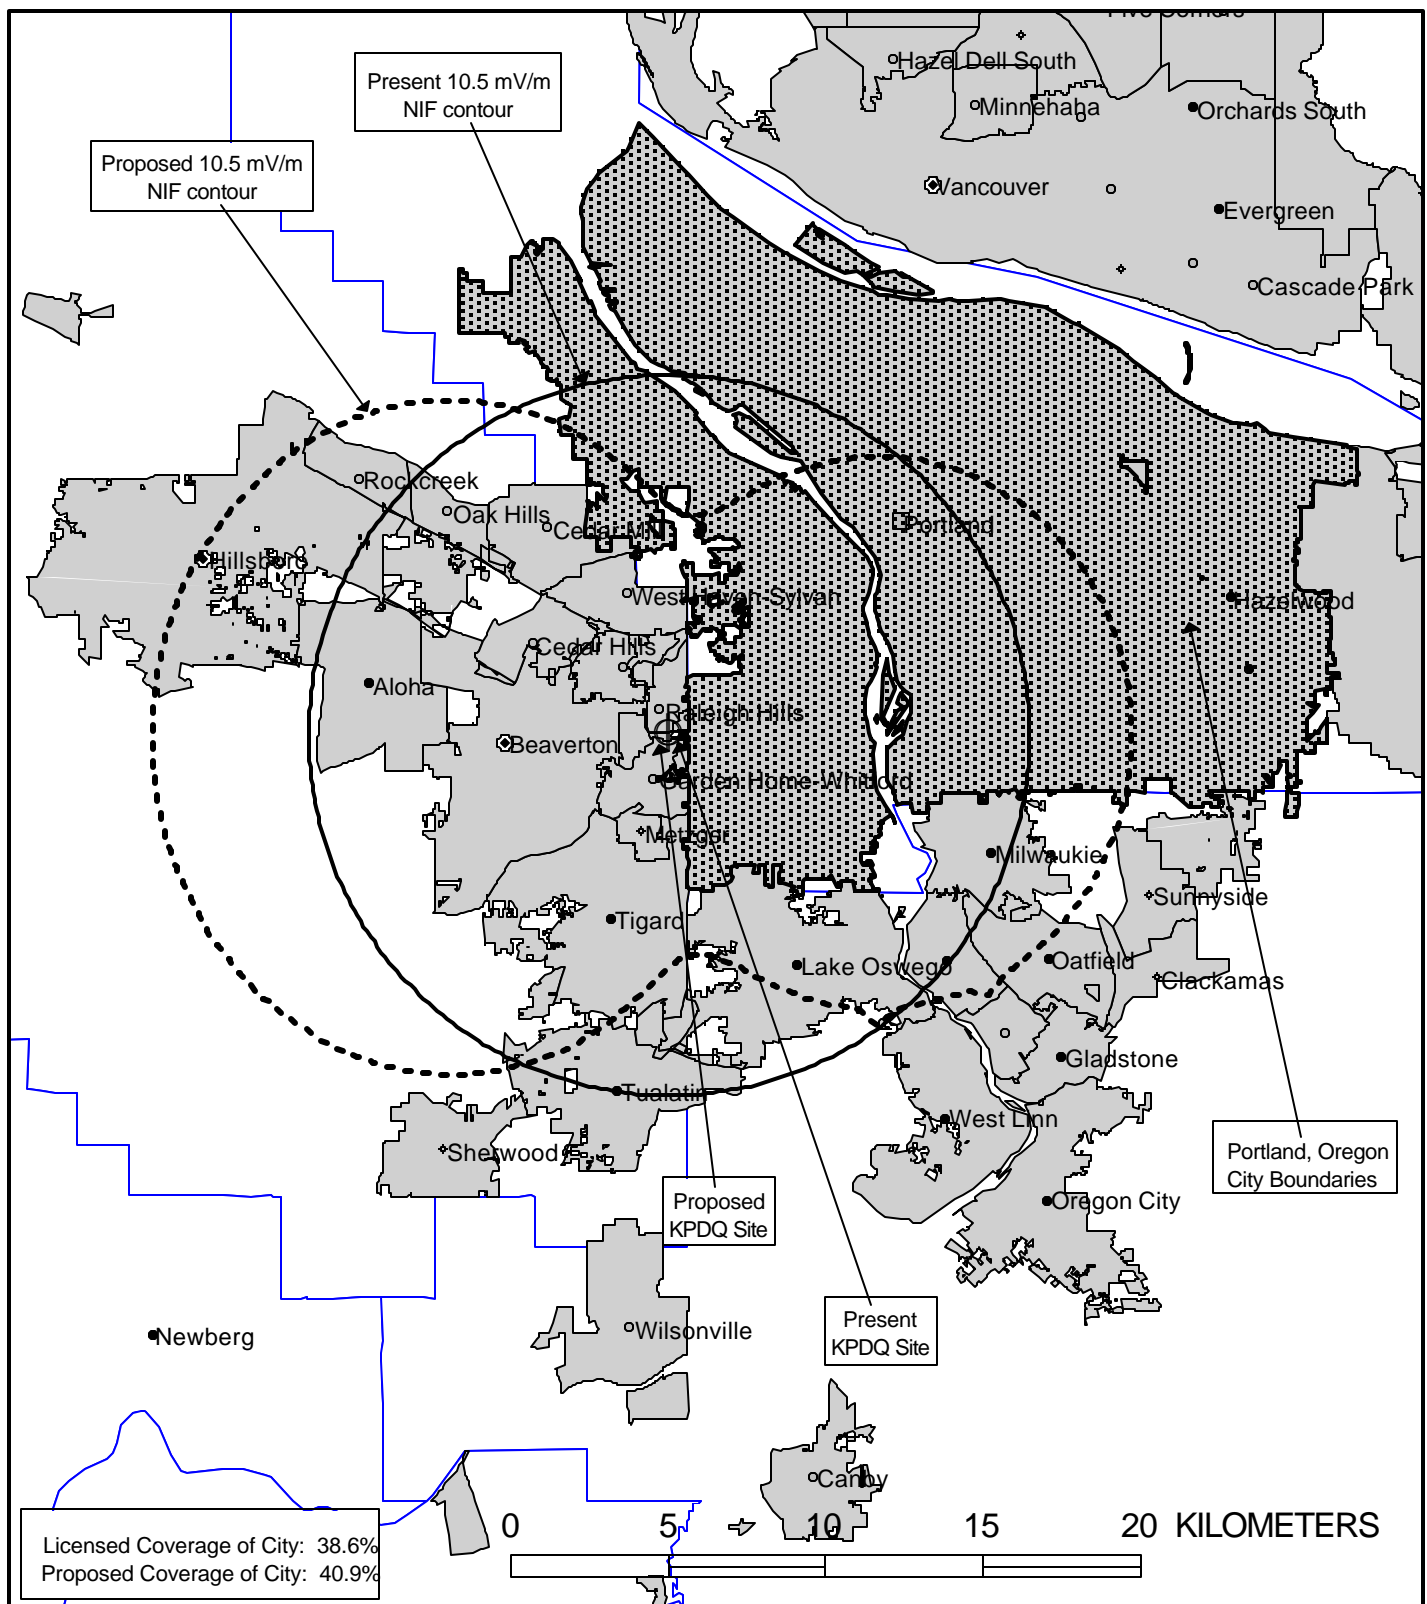 Five Corners
Hazel Dell South
Present 10.5 mV/m
NIF contour
Minnehaha
Orchards South
Proposed 10.5 mV/m
NIF contour
Vancouver
Evergreen
Cascade Park
Rockcreek
Oak Hills
Cedar Mill
Portland
Hillsboro
West Haven-Sylvan
Hazelwood
Cedar Hills
Aloha
Raleigh Hills
Beaverton
Garden Home-Whitford
Metzger
Milwaukie
Sunnyside
Tigard
Lake Oswego
Oatfield
Clackamas
Gladstone
Tualatin
West Linn
Sherwood
Portland, Oregon
City Boundaries
Proposed
KPDQ Site
Oregon City
Present
KPDQ Site
Wilsonville
Newberg
Canby
0 5 10 15 20 KILOMETERS
Licensed Coverage of City: 38.6%
Proposed Coverage of City: 40.9%